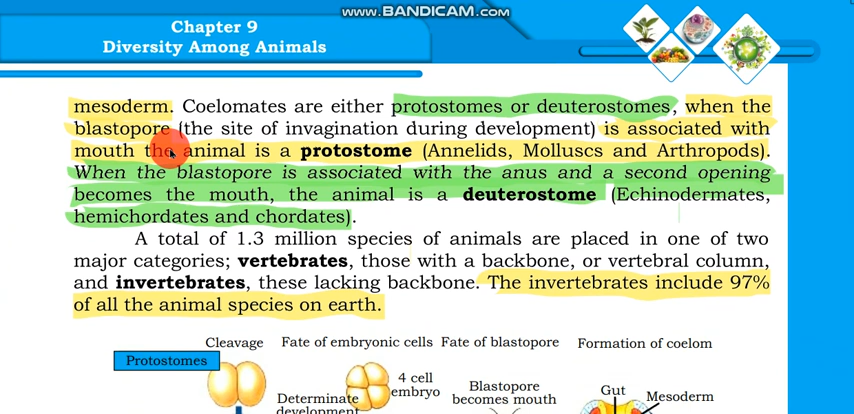 www.BANDICAM.com
Chapter 9
Diversity Among Animals
mesoderm. Coelomates are either protostomes or deuterostomes, when the
blastopore (the site of invagination during development) is associated with
mouth the animal is a protostome (Annelids, Molluscs and Arthropods).
When the blastopore is associated with the anus and a second opening
becomes the mouth, the animal is a deuterostome (Echinodermates,
hemichordates and chordates).
A total of 1.3 million species of animals are placed in one of two
major categories; vertebrates, those with a backbone, or vertebral column,
and invertebrates, these lacking backbone. The invertebrates include 97%
of all the animal species on earth.
Cleavage Fate of embryonic cells Fate of blastopore Formation of coelom
Protostomes
4 cell
embryo
Determinate
development
Blastopore
becomes mouth
Gut
Mesoderm